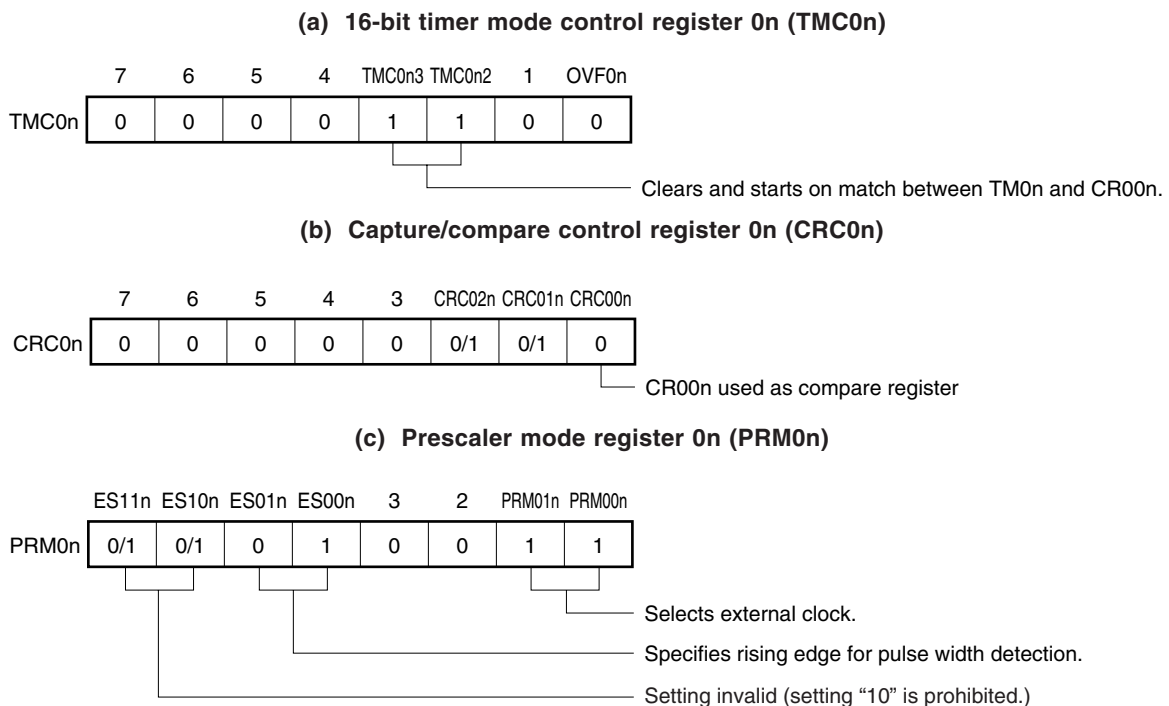 (a) 16-bit timer mode control register 0n (TMC0n)
7 6 5 4 TMC0n3 TMC0n2 1 OVF0n
TMC0n 0 0 0 0 1 1 0 0
Clears and starts on match between TM0n and CR00n.
(b) Capture/compare control register 0n (CRC0n)
7 6 5 4 3 CRC02n CRC01n CRC00n
CRC0n 0 0 0 0 0 0/1 0/1 0
CR00n used as compare register
(c) Prescaler mode register 0n (PRM0n)
ES11n ES10n ES01n ES00n 3 2 PRM01n PRM00n
PRM0n 0/1 0/1 0 1 0 0 1 1
Selects external clock.
Specifies rising edge for pulse width detection.
Setting invalid (setting “10” is prohibited.)